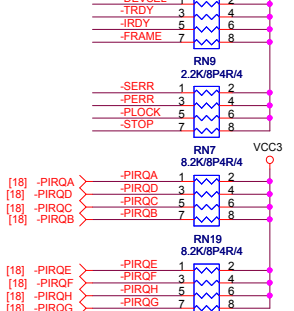 -DEVSEL 1 2
-TRDY 3 4
-IRDY 5 6
-FRAME 7 8
RN9
2.2K/8P4R/4
-SERR 1 2
-PERR 3 4
-PLOCK 5 6
-STOP 7 8
RN7
8.2K/8P4R/4
VCC3
[18] -PIRQA -PIRQA 1 2
[18] -PIRQD -PIRQD 3 4
[18] -PIRQC -PIRQC 5 6
[18] -PIRQB -PIRQB 7 8
RN19
8.2K/8P4R/4
[18] -PIRQE -PIRQE 1 2
[18] -PIRQF -PIRQF 3 4
[18] -PIRQH -PIRQH 5 6
[18] -PIRQG -PIRQG 7 8